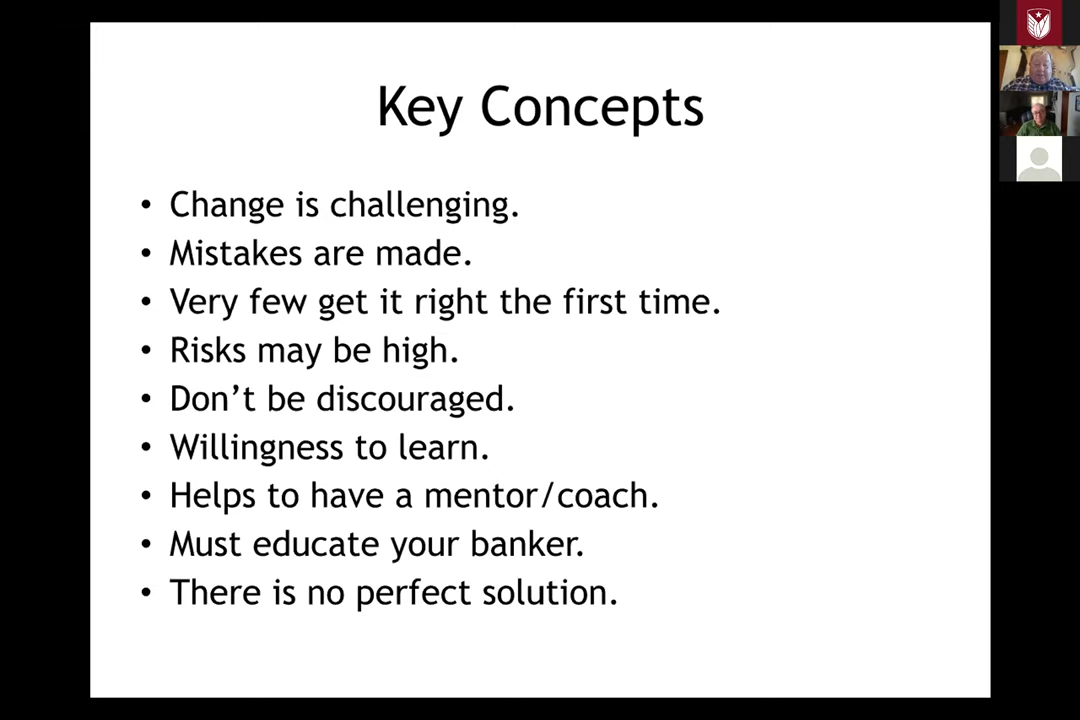 Key Concepts
• Change is challenging.
• Mistakes are made.
• Very few get it right the first time.
• Risks may be high.
• Don’t be discouraged.
• Willingness to learn.
• Helps to have a mentor/coach.
• Must educate your banker.
• There is no perfect solution.